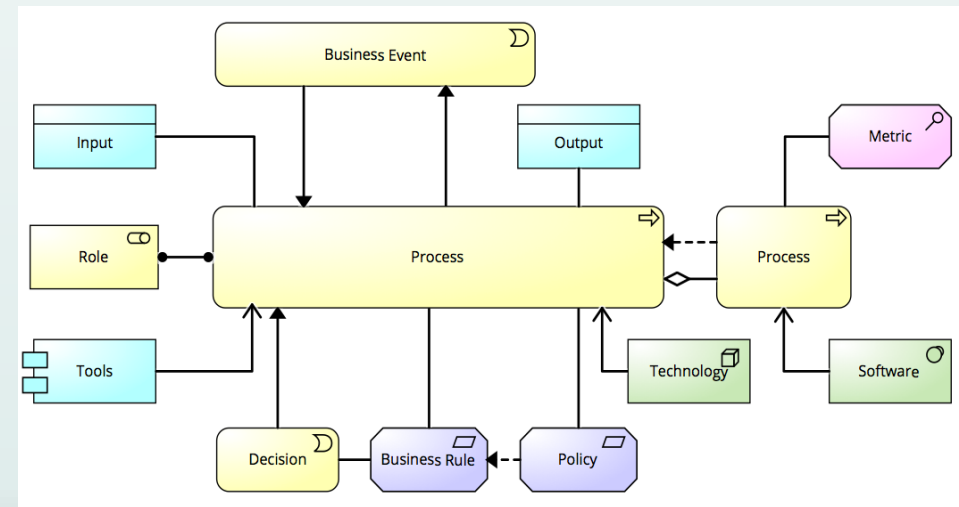 Business Event
Input
Output
Metric
Role
Process
Process
Tools
Technology
Software
Decision
Business Rule
Policy